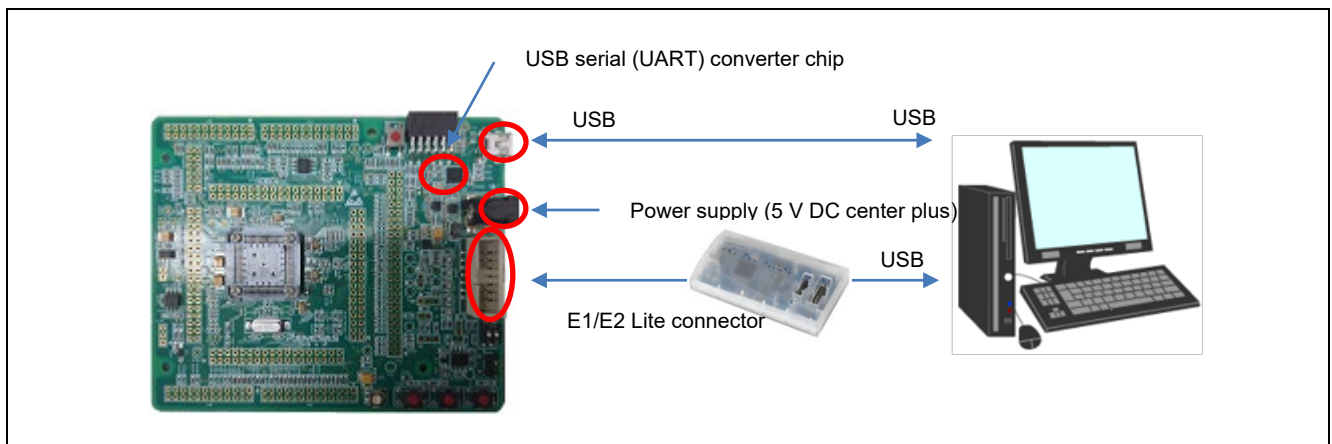 USB serial (UART) converter chip
USB
USB
Power supply (5 V DC center plus)
USB
E1/E2 Lite connector